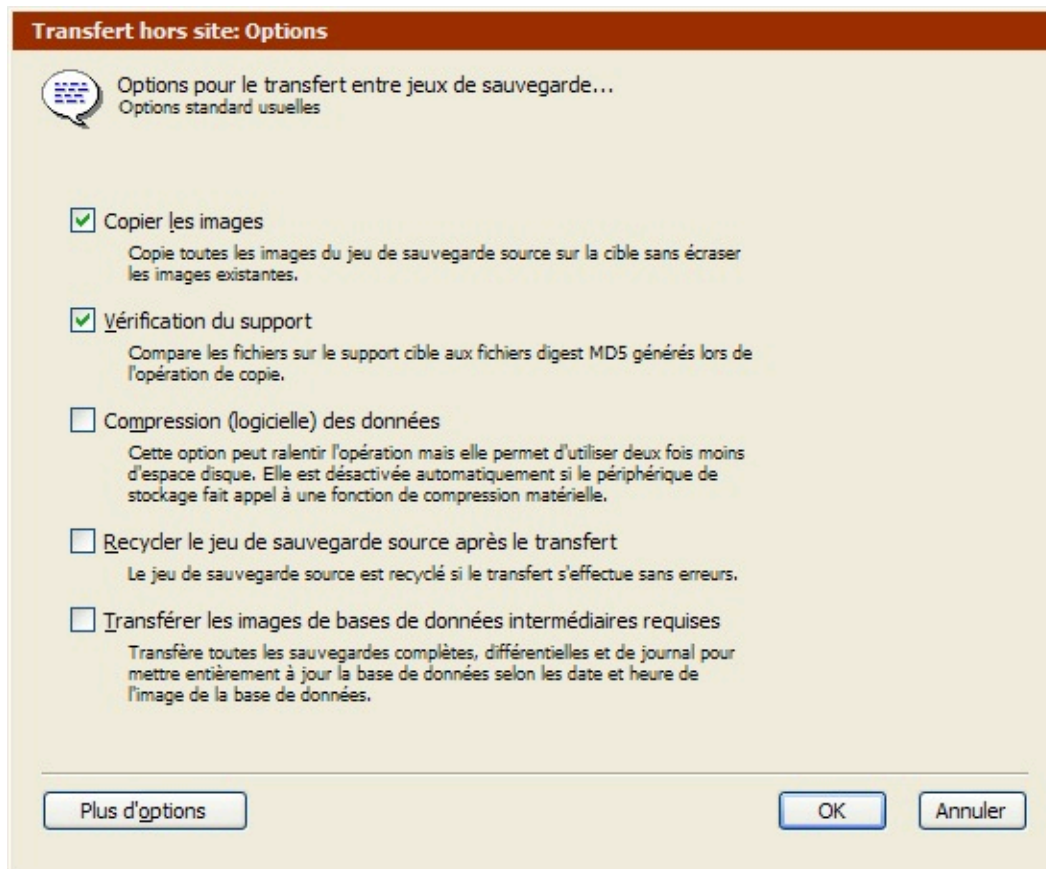 Transfert hors site: Options
Options pour le transfert entre jeux de sauvegarde...
Options standard usuelles
Copier les images
Copie toutes les images du jeu de sauvegarde source sur la cible sans écraser
les images existantes.
Vérification du support
Compare les fichiers sur le support cible aux fichiers digest MD5 générés lors de
l'opération de copie.
Compression (logicielle) des données
Cette option peut ralentir l'opération mais elle permet d'utiliser deux fois moins
d'espace disque. Elle est désactivée automatiquement si le périphérique de
stockage fait appel à une fonction de compression matérielle.
Recycler le jeu de sauvegarde source après le transfert
Le jeu de sauvegarde source est recyclé si le transfert s'effectue sans erreurs.
Transférer les images de bases de données intermédiaires requises
Transfère toutes les sauvegardes complètes, différentielles et de journal pour
mettre entièrement à jour la base de données selon les date et heure de
l'image de la base de données.
Plus d'options
OK
Annuler